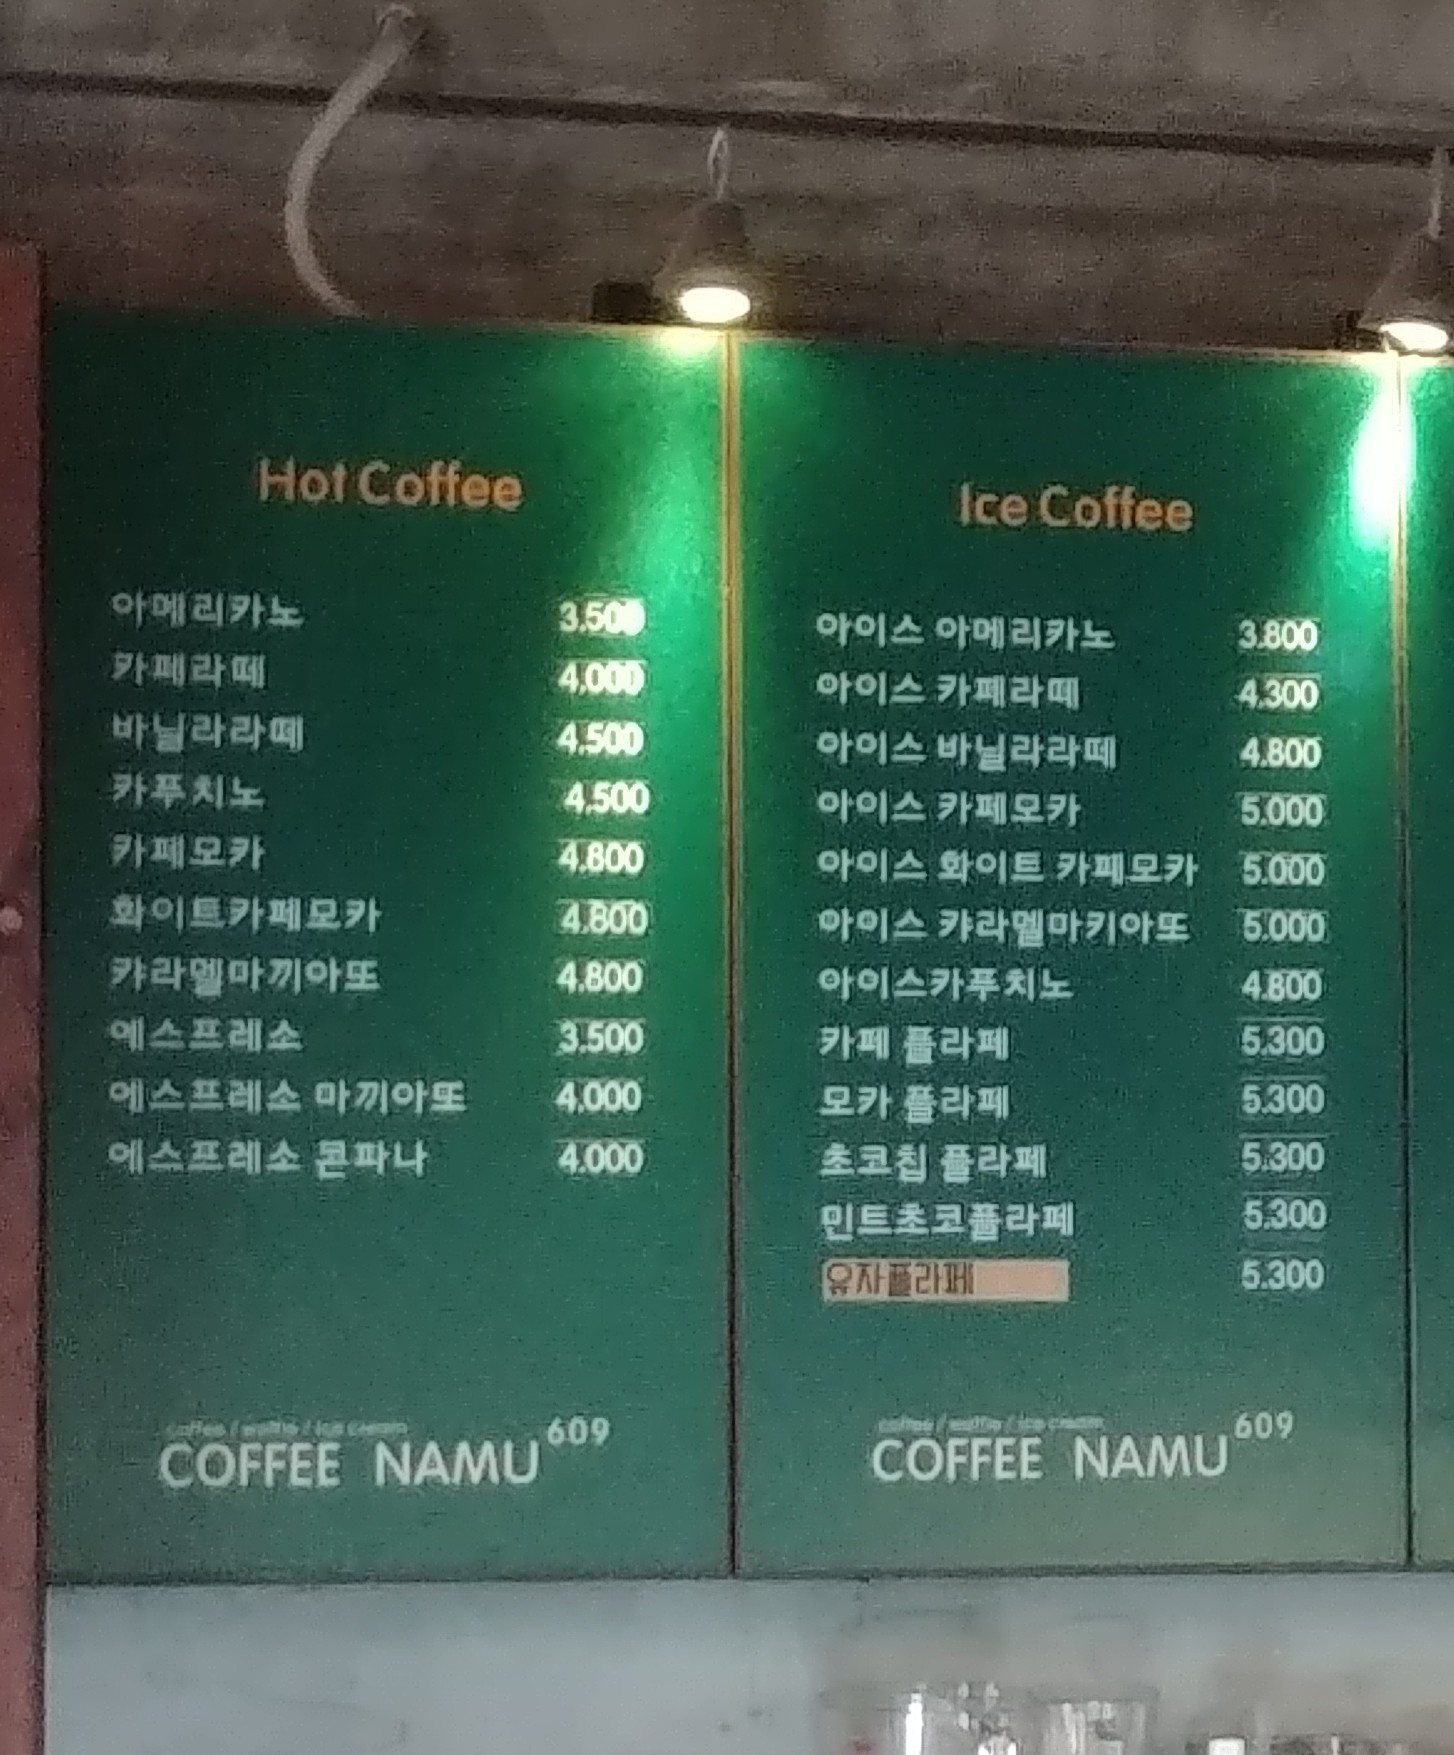 Hot Coffee
아메리카노 3.500
카페라떼 4.000
바닐라라떼 4.500
카푸치노 4.500
카페모카 4.800
화이트카페모카 4.800
캬라멜마끼아또 4.800
에스프레소 3.500
에스프레소 마끼아또 4.000
에스프레소 콘파나 4.000
coffee / waffle / ice cream
COFFEE NAMU 609
Ice Coffee
아이스 아메리카노 3.800
아이스 카페라떼 4.300
아이스 바닐라라떼 4.800
아이스 카페모카 5.000
아이스 화이트 카페모카 5.000
아이스 캬라멜마키아또 5.000
아이스카푸치노 4.800
카페 플라페 5.300
모카 플라페 5.300
초코칩 플라페 5.300
민트초코플라페 5.300
유자플라페 5.300
coffee / waffle / ice cream
COFFEE NAMU 609